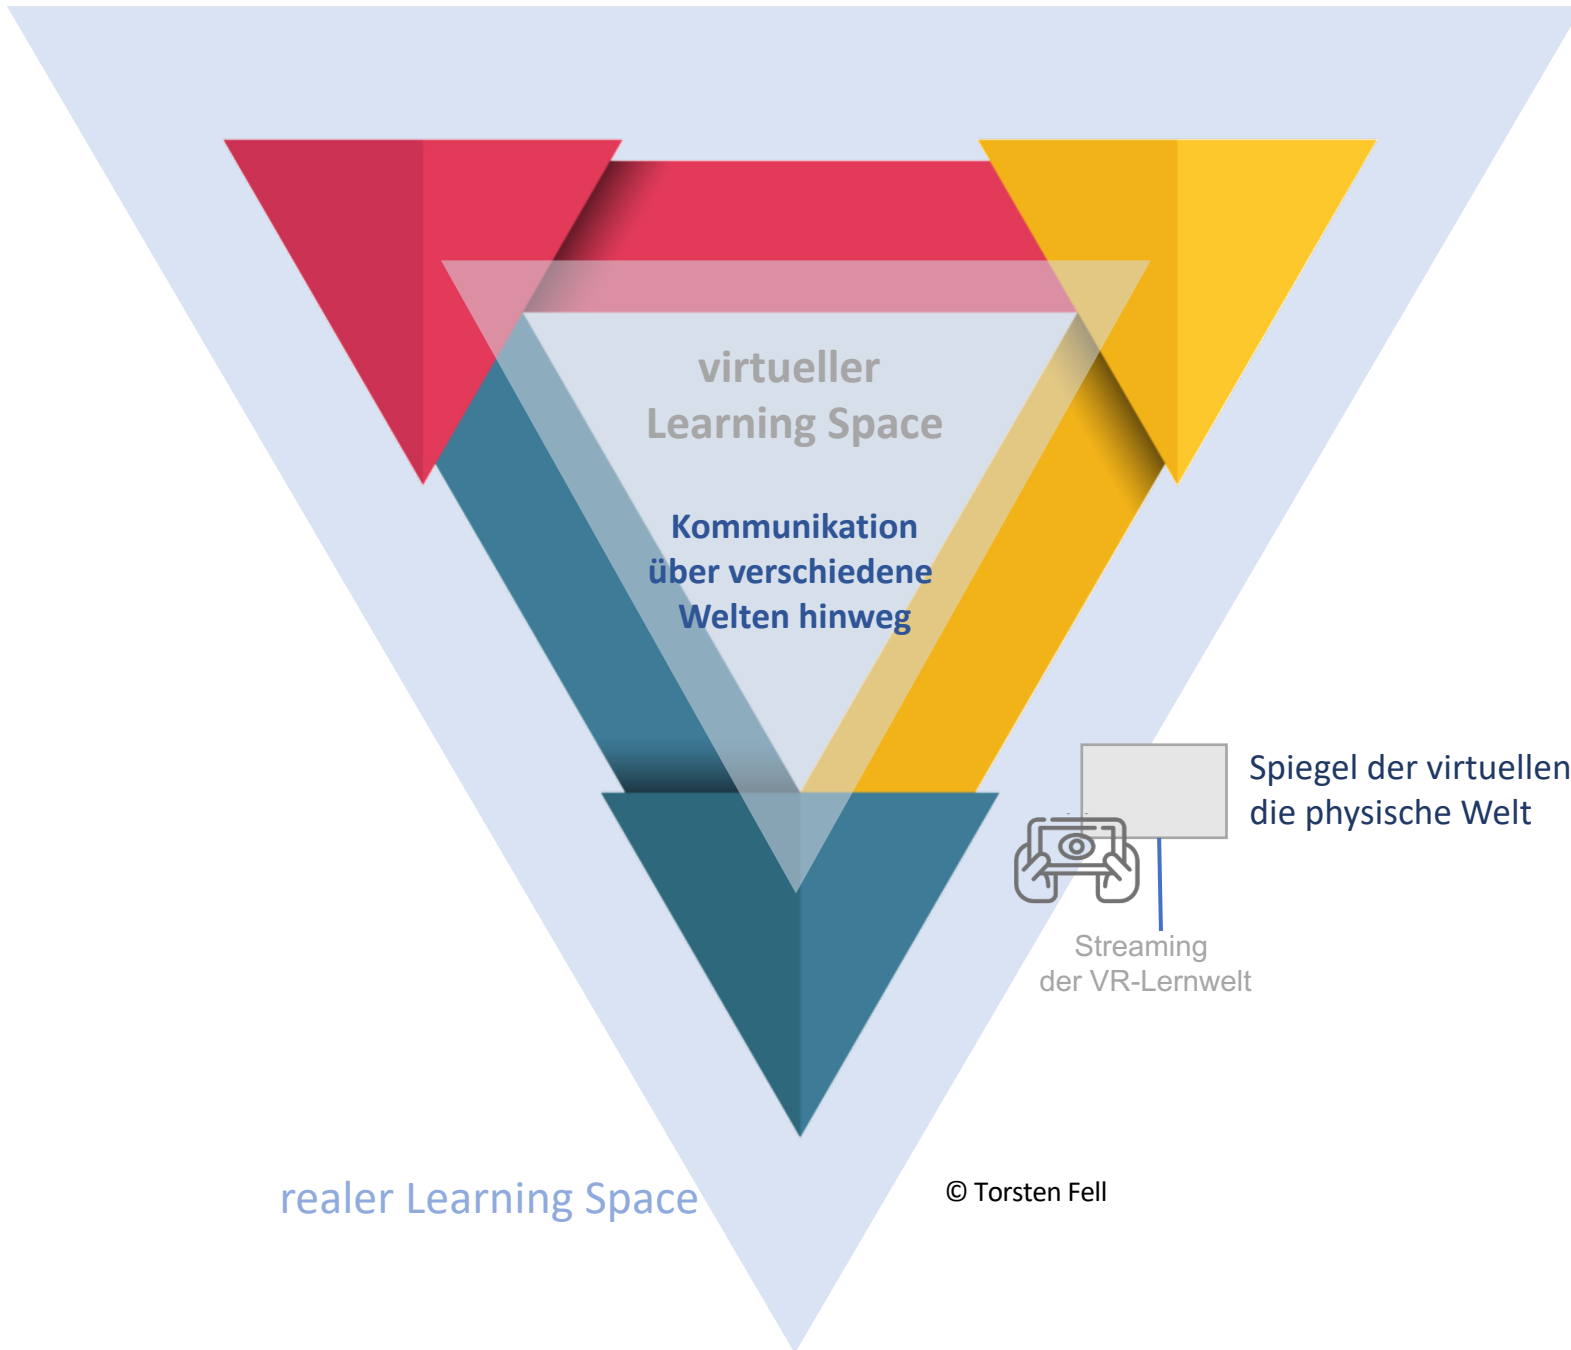 virtueller
Learning Space
Kommunikation
über verschiedene
Welten hinweg
Spiegel der virtuellen
die physische Welt
Streaming
der VR-Lernwelt
realer Learning Space
© Torsten Fell